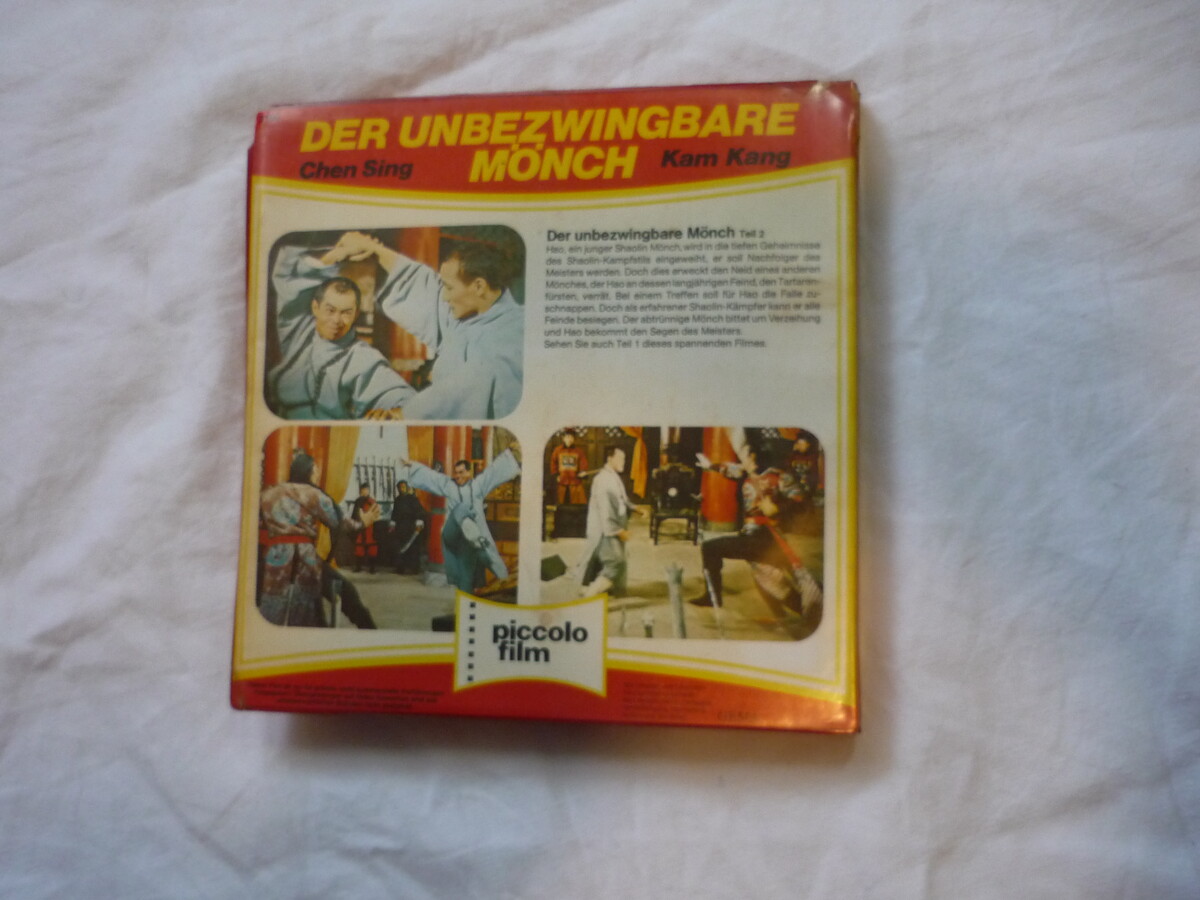 DER UNBEZWINGBARE
MÖNCH
Chen Sing
Kam Kang
Der unbezwingbare Mönch Teil 2
Hao, ein junger Shaolin Mönch, wird in die tiefen Geheimnisse
des Shaolin-Kampfstils eingeweiht, er soll Nachfolger des
Meisters werden. Doch dies erweckt den Neid eines anderen
Mönches, der Hao an dessen langjährigen Feind, den Tartaren-
fürsten, verrät. Bei einem Treffen soll für Hao die Falle zu-
schnappen. Doch als erfahrener Shaolin-Kämpfer kann er alle
Feinde besiegen. Der abtrünnige Mönch bittet um Verzeihung
und Hao bekommt den Segen des Meisters.
Sehen Sie auch Teil 1 dieses spannenden Filmes.
piccolo
film